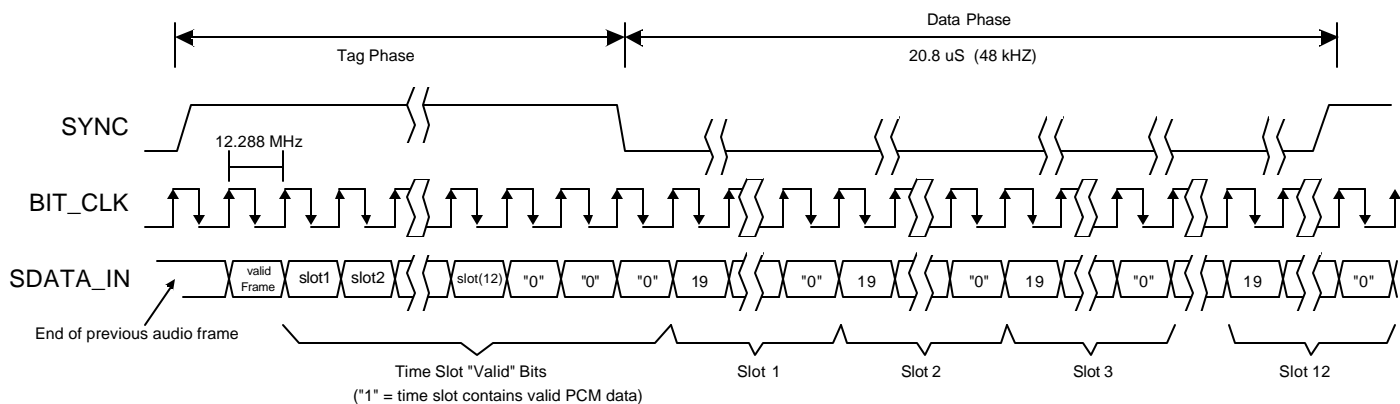 Data Phase
Tag Phase
20.8 uS (48 kHZ)
SYNC
12.288 MHz
BIT_CLK
SDATA_IN
valid
Frame
slot1
slot2
slot(12)
"0"
"0"
"0"
19
"0"
19
"0"
19
"0"
19
"0"
End of previous audio frame
Time Slot "Valid" Bits
("1" = time slot contains valid PCM data)
Slot 1
Slot 2
Slot 3
Slot 12